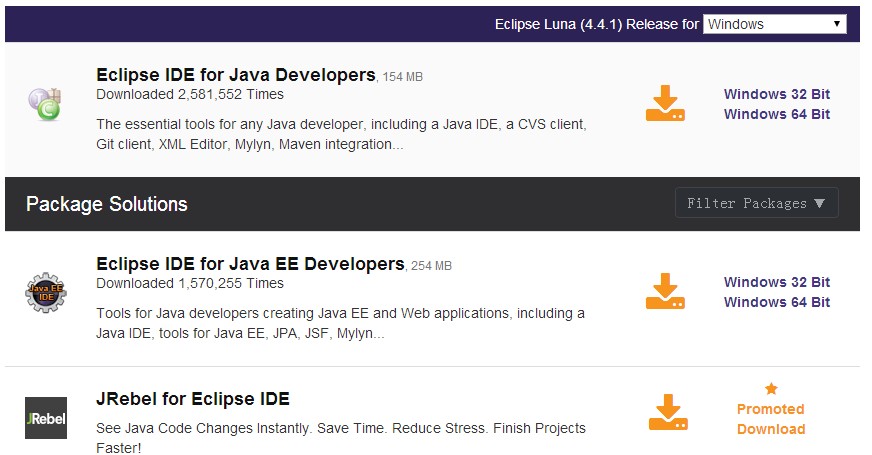 Eclipse Luna (4.4.1) Release for Windows
Eclipse IDE for Java Developers, 154 MB
Downloaded 2,581,552 Times
Windows 32 Bit
Windows 64 Bit
The essential tools for any Java developer, including a Java IDE, a CVS client,
Git client, XML Editor, Mylyn, Maven integration...
Package Solutions
Filter Packages ▼
Java EE
IDE
Eclipse IDE for Java EE Developers, 254 MB
Downloaded 1,570,255 Times
Windows 32 Bit
Windows 64 Bit
Tools for Java developers creating Java EE and Web applications, including a
Java IDE, tools for Java EE, JPA, JSF, Mylyn...
JRebel
JRebel for Eclipse IDE
Promoted
Download
See Java Code Changes Instantly. Save Time. Reduce Stress. Finish Projects
Faster!